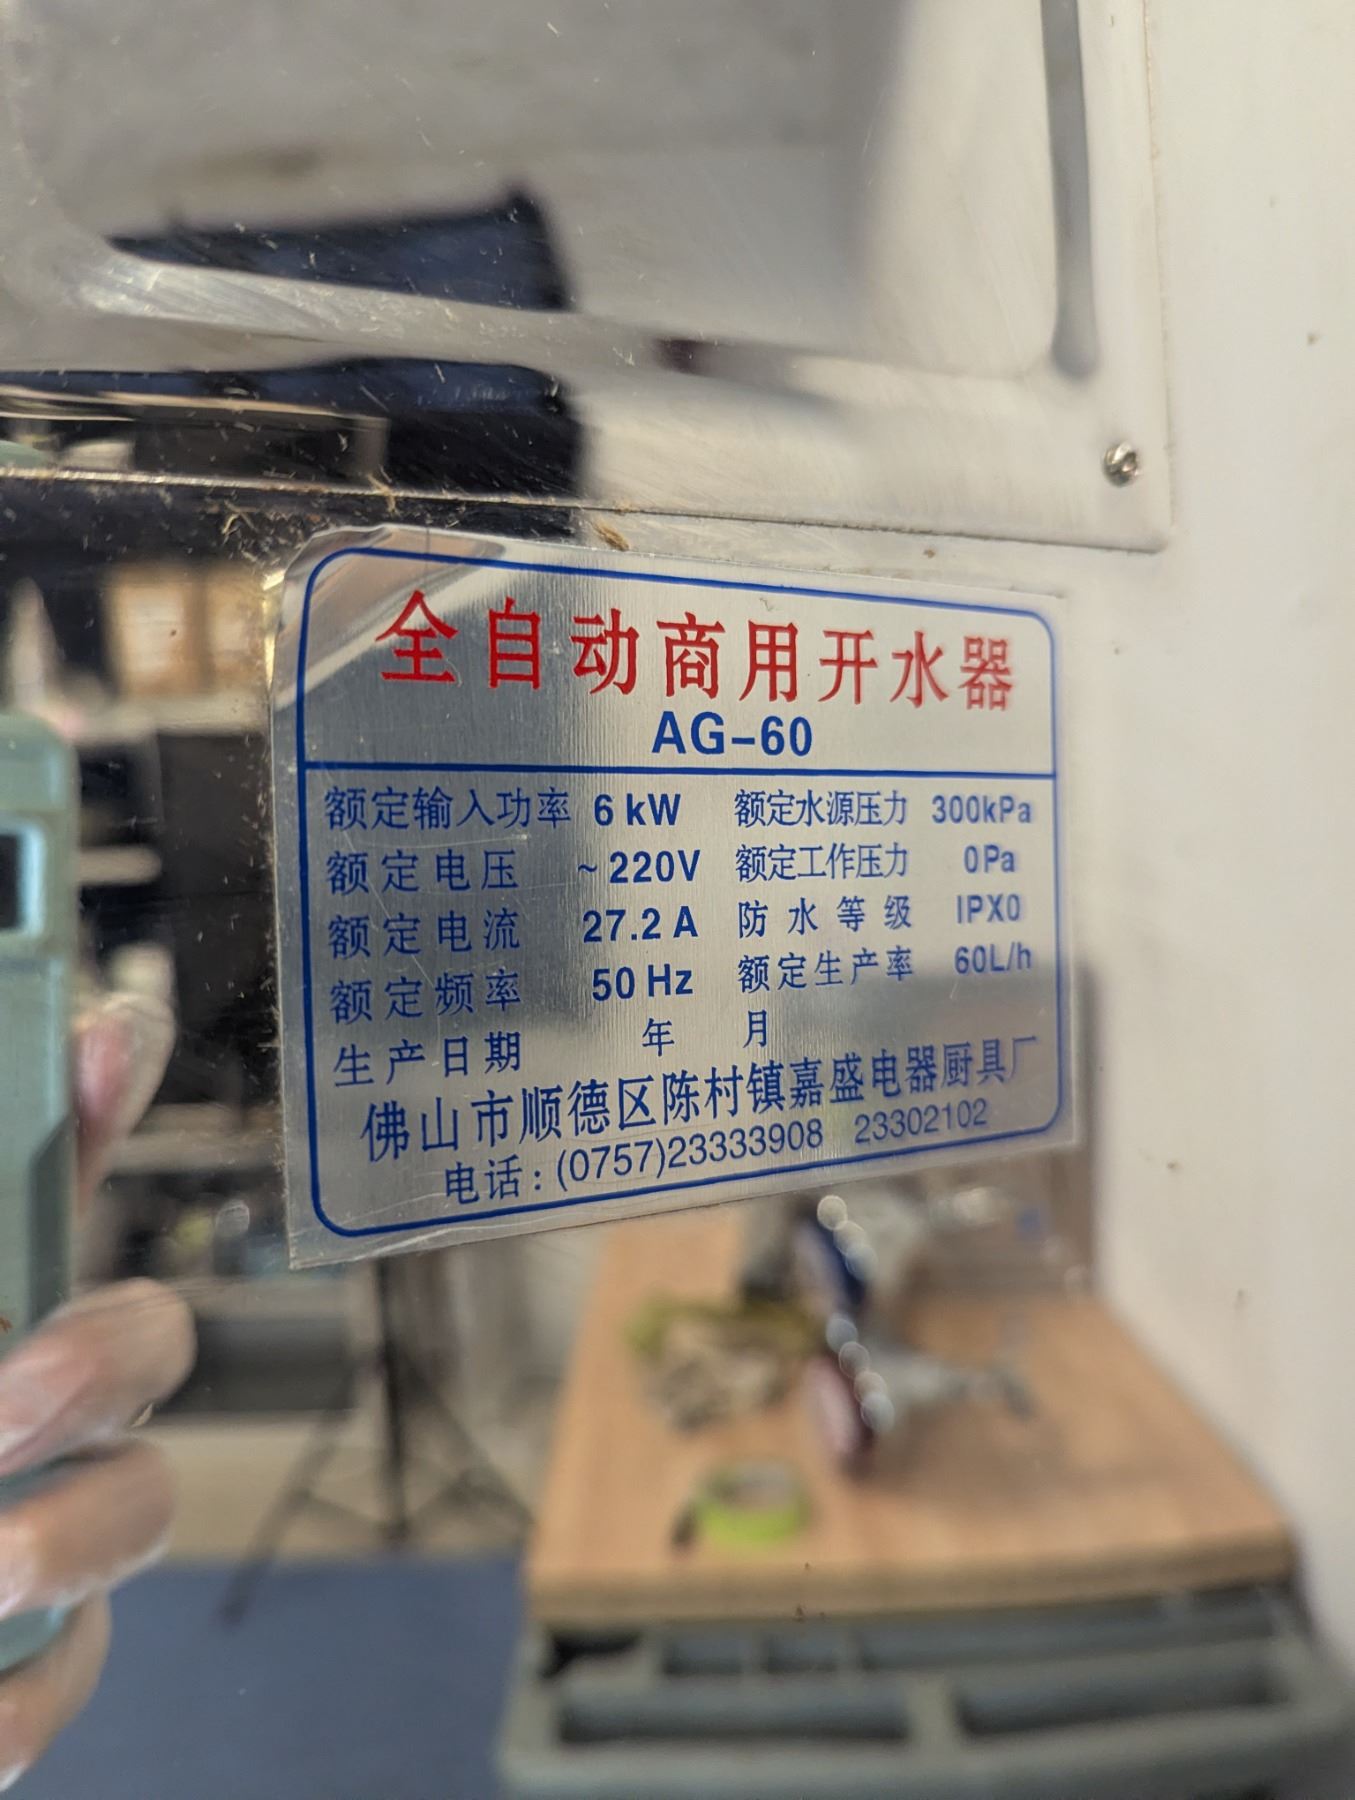 全自动商用开水器
AG-60
额定输入功率 6 kW 额定水源压力 300kPa
额定电压 ~220V 额定工作压力 0Pa
额定电流 27.2 A 防水等级 IPX0
额定频率 50 Hz 额定生产率 60L/h
生产日期 年 月
佛山市顺德区陈村镇嘉盛电器厨具厂
电话:(0757)23333908 23302102